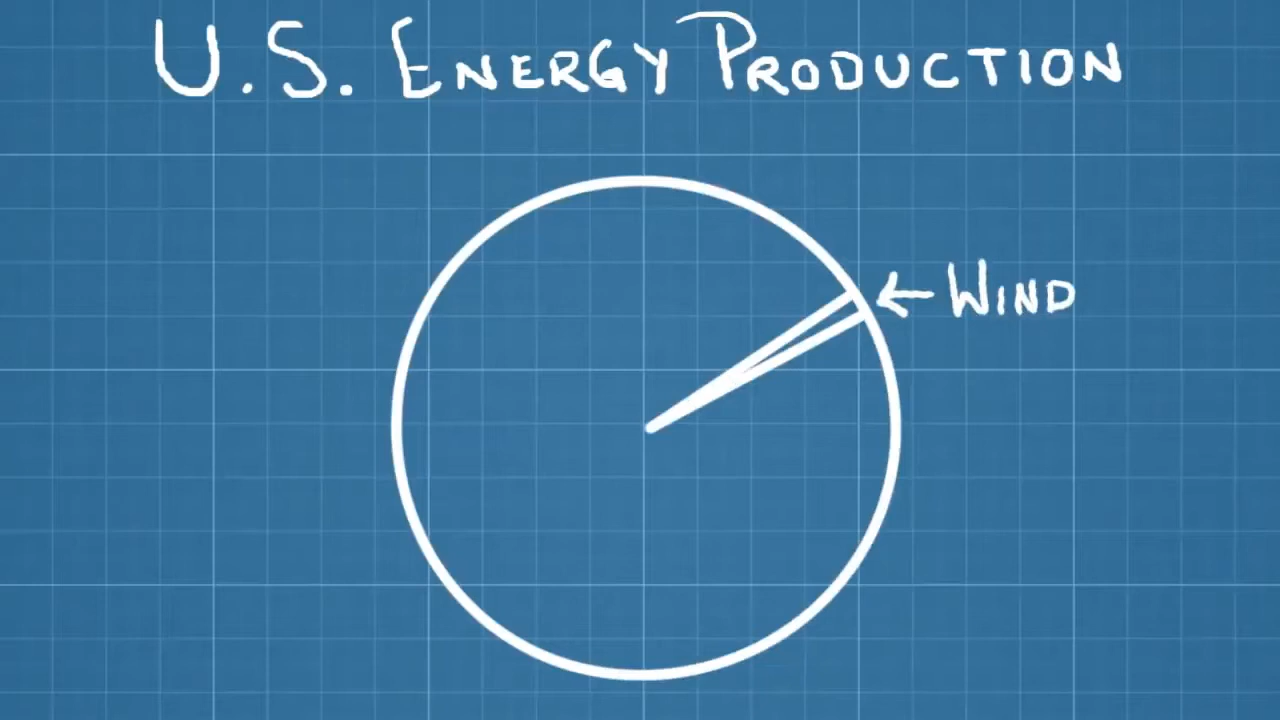 U.S. ENERGY PRODUCTION
← WIND